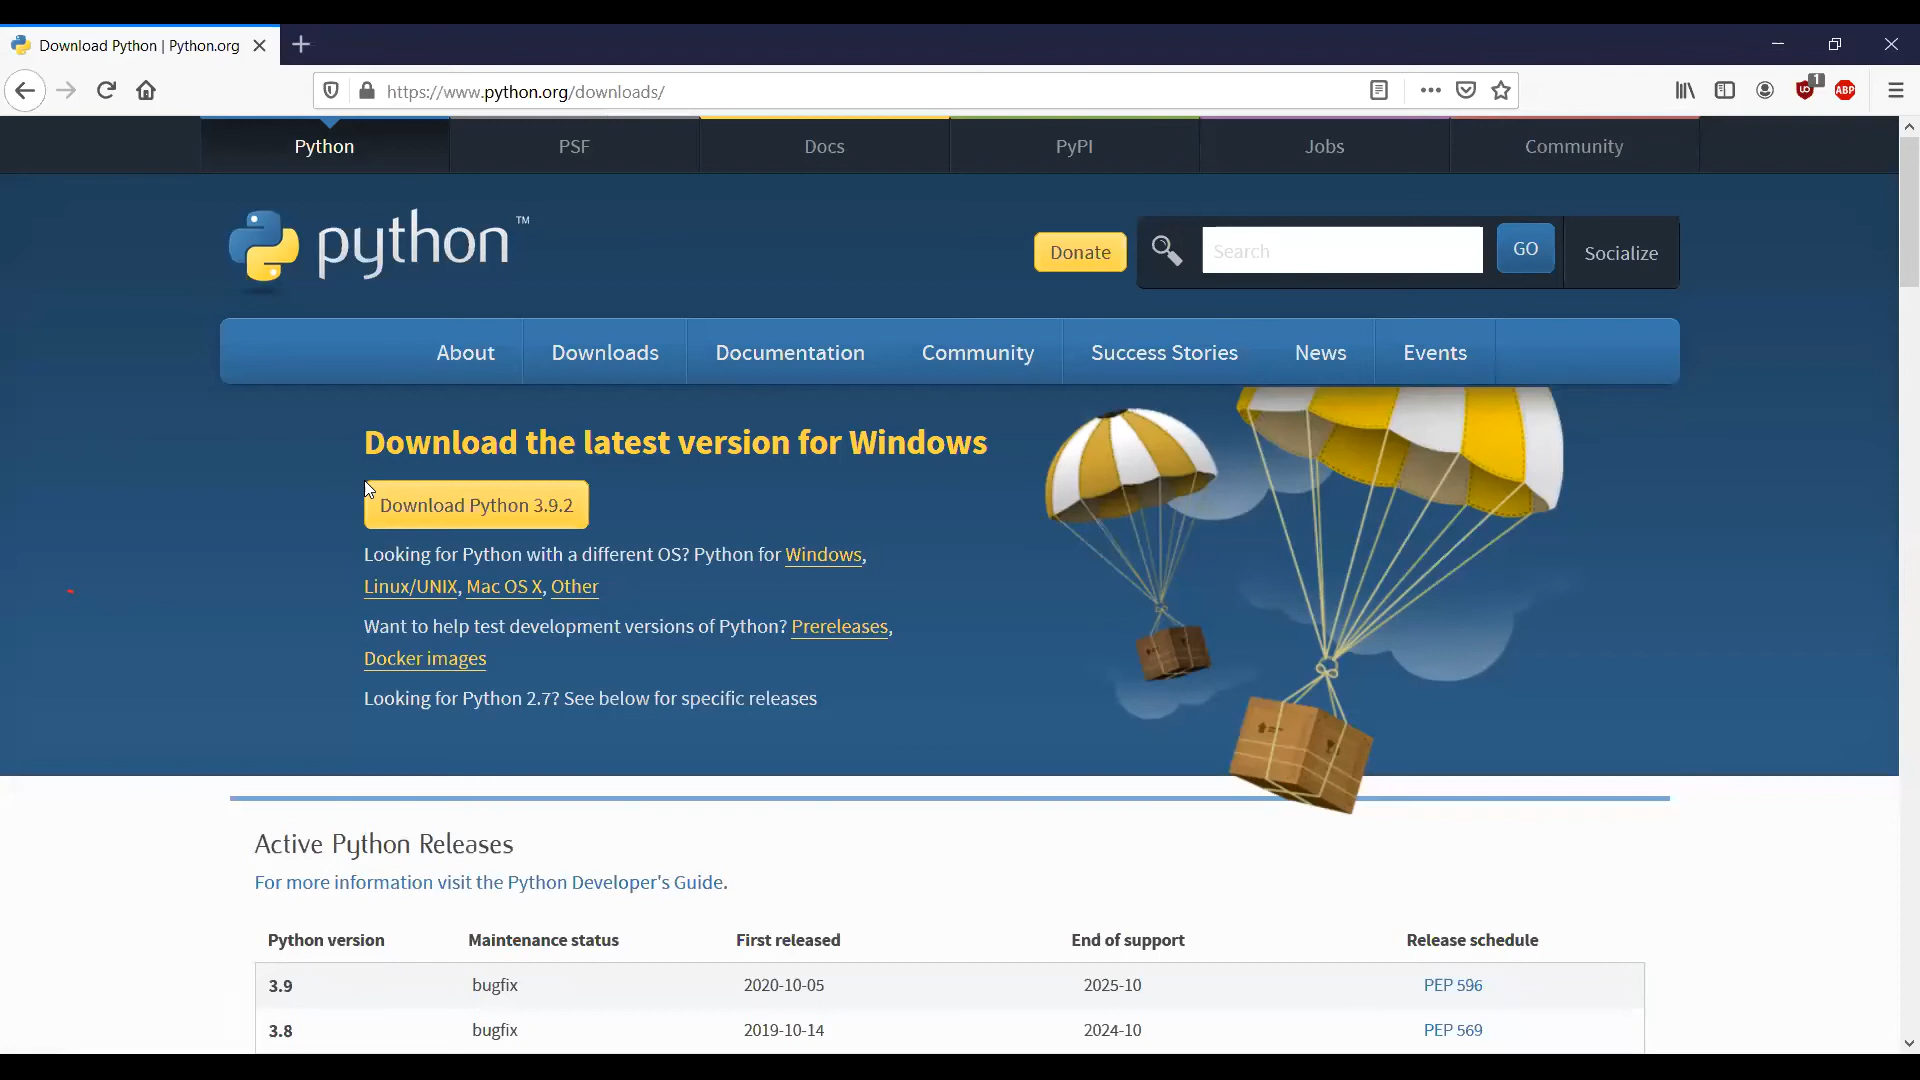 Download Python | Python.org
https://www.python.org/downloads/
1
ABP
Python PSF Docs PyPI Jobs Community
python™
Donate Search GO Socialize
About Downloads Documentation Community Success Stories News Events
Download the latest version for Windows
Download Python 3.9.2
Looking for Python with a different OS? Python for Windows,
Linux/UNIX, Mac OS X, Other
Want to help test development versions of Python? Prereleases,
Docker images
Looking for Python 2.7? See below for specific releases
Active Python Releases
For more information visit the Python Developer's Guide.
Python version Maintenance status First released End of support Release schedule
3.9 bugfix 2020-10-05 2025-10 PEP 596
3.8 bugfix 2019-10-14 2024-10 PEP 569